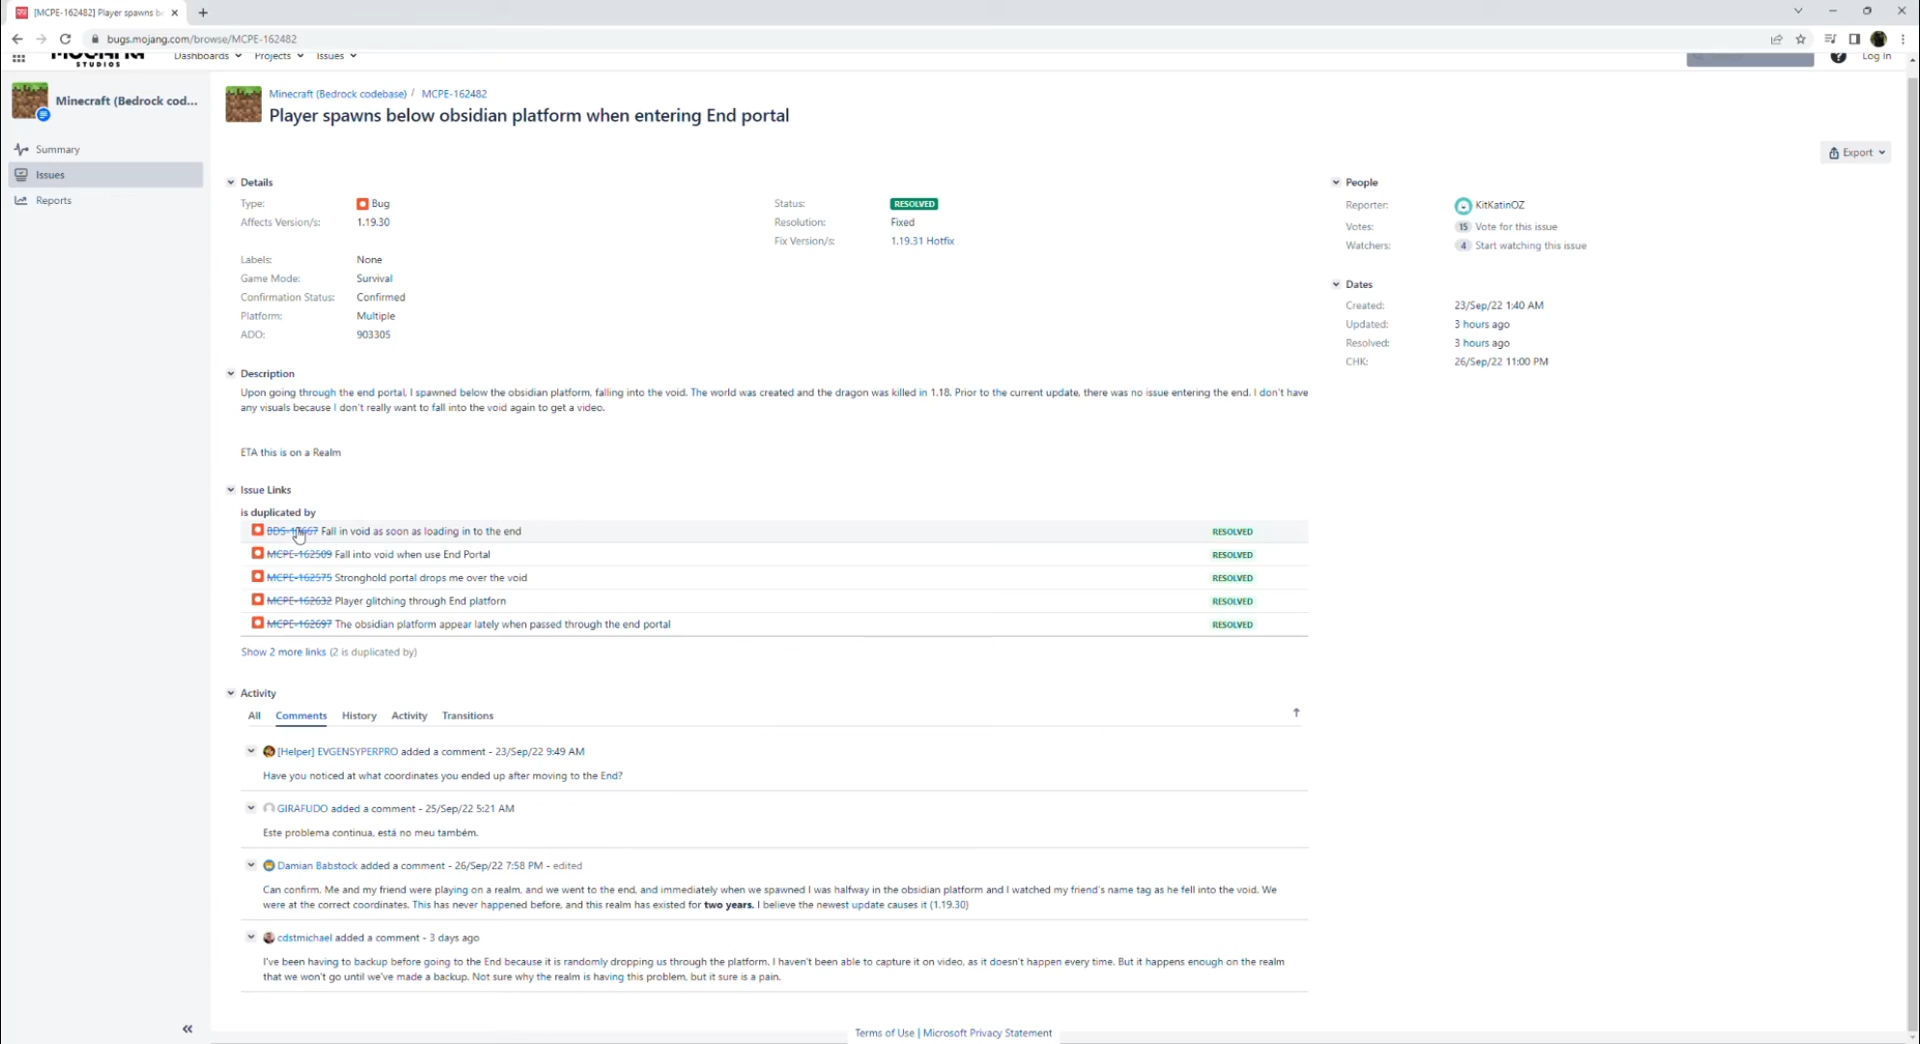 [MCPE-162482] Player spawns be
bugs.mojang.com/browse/MCPE-162482
MOJANG
STUDIOS
Dashboards
Projects
Issues
Log In
Minecraft (Bedrock cod...
Summary
Issues
Reports
Minecraft (Bedrock codebase) / MCPE-162482
Player spawns below obsidian platform when entering End portal
Export
Details
Type: Bug
Affects Version/s: 1.19.30
Status: RESOLVED
Resolution: Fixed
Fix Version/s: 1.19.31 Hotfix
Labels: None
Game Mode: Survival
Confirmation Status: Confirmed
Platform: Multiple
ADO: 903305
People
Reporter: KitKatinOZ
Votes: 15 Vote for this issue
Watchers: 4 Start watching this issue
Dates
Created: 23/Sep/22 1:40 AM
Updated: 3 hours ago
Resolved: 3 hours ago
CHK: 26/Sep/22 11:00 PM
Description
Upon going through the end portal, I spawned below the obsidian platform, falling into the void. The world was created and the dragon was killed in 1.18. Prior to the current update, there was no issue entering the end. I don't have
any visuals because I don't really want to fall into the void again to get a video.
ETA this is on a Realm
Issue Links
is duplicated by
Fall in void as soon as loading in to the end RESOLVED
MCPE-162509 Fall into void when use End Portal RESOLVED
MCPE-162575 Stronghold portal drops me over the void RESOLVED
MCPE-162632 Player glitching through End platforn RESOLVED
MCPE-162697 The obsidian platform appear lately when passed through the end portal RESOLVED
Show 2 more links (2 is duplicated by)
Activity
All Comments History Activity Transitions
[Helper] EVGENSYPERPRO added a comment - 23/Sep/22 9:49 AM
Have you noticed at what coordinates you ended up after moving to the End?
GIRAFUDO added a comment - 25/Sep/22 5:21 AM
Este problema continua, está no meu também.
Damian Babstock added a comment - 26/Sep/22 7:58 PM - edited
Can confirm. Me and my friend were playing on a realm, and we went to the end, and immediately when we spawned I was halfway in the obsidian platform and I watched my friend's name tag as he fell into the void. We
were at the correct coordinates. This has never happened before, and this realm has existed for two years. I believe the newest update causes it (1.19.30)
cdstmichael added a comment - 3 days ago
I've been having to backup before going to the End because it is randomly dropping us through the platform. I haven't been able to capture it on video, as it doesn't happen every time. But it happens enough on the realm
that we won't go until we've made a backup. Not sure why the realm is having this problem, but it sure is a pain.
Terms of Use | Microsoft Privacy Statement